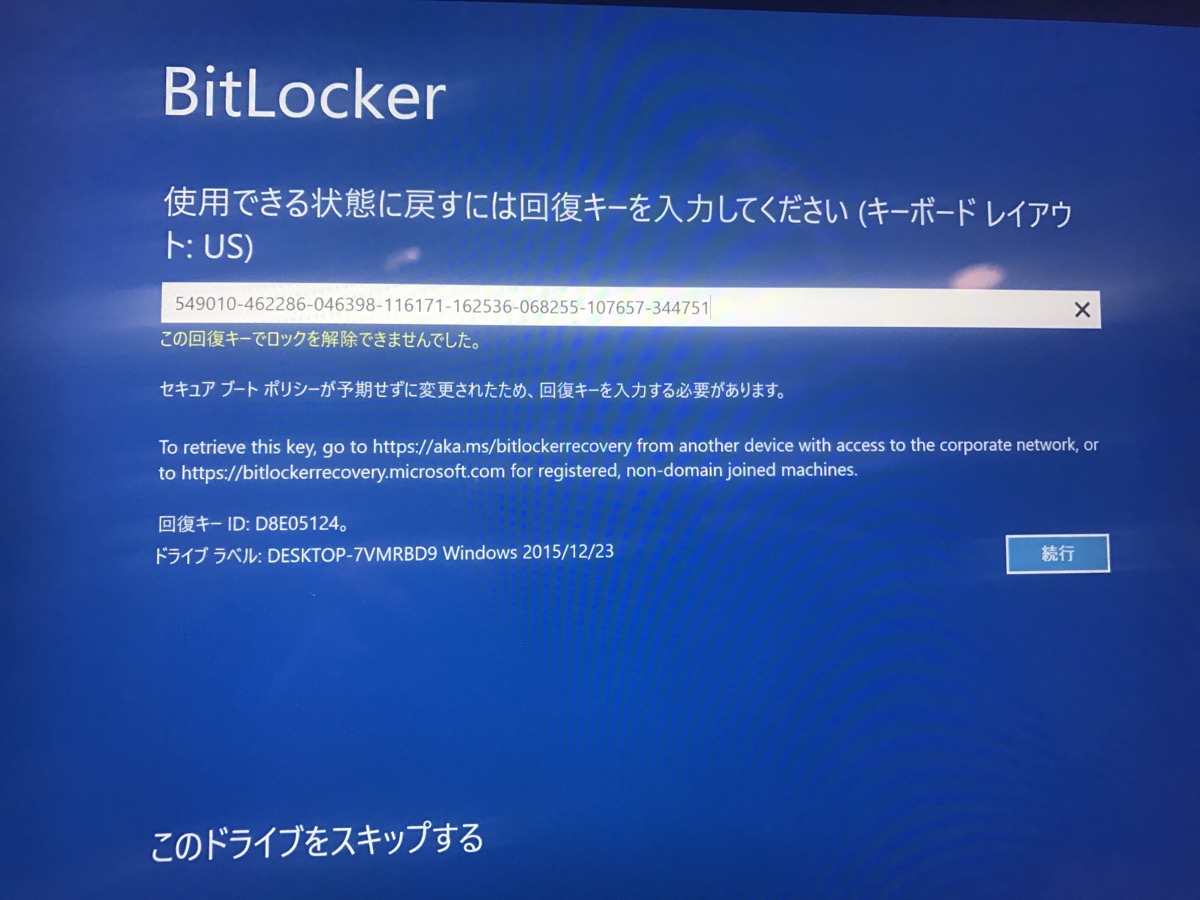 BitLocker
使用できる状態に戻すには回復キーを入力してください (キーボード レイアウ
ト: US)
549010-462286-046398-116171-162536-068255-107657-344751
この回復キーでロックを解除できませんでした。
セキュア ブート ポリシーが予期せずに変更されたため、回復キーを入力する必要があります。
To retrieve this key, go to https://aka.ms/bitlockerrecovery from another device with access to the corporate network, or
to https://bitlockerrecovery.microsoft.com for registered, non-domain joined machines.
回復キー ID: D8E05124。
ドライブ ラベル: DESKTOP-7VMRBD9 Windows 2015/12/23
続行
このドライブをスキップする